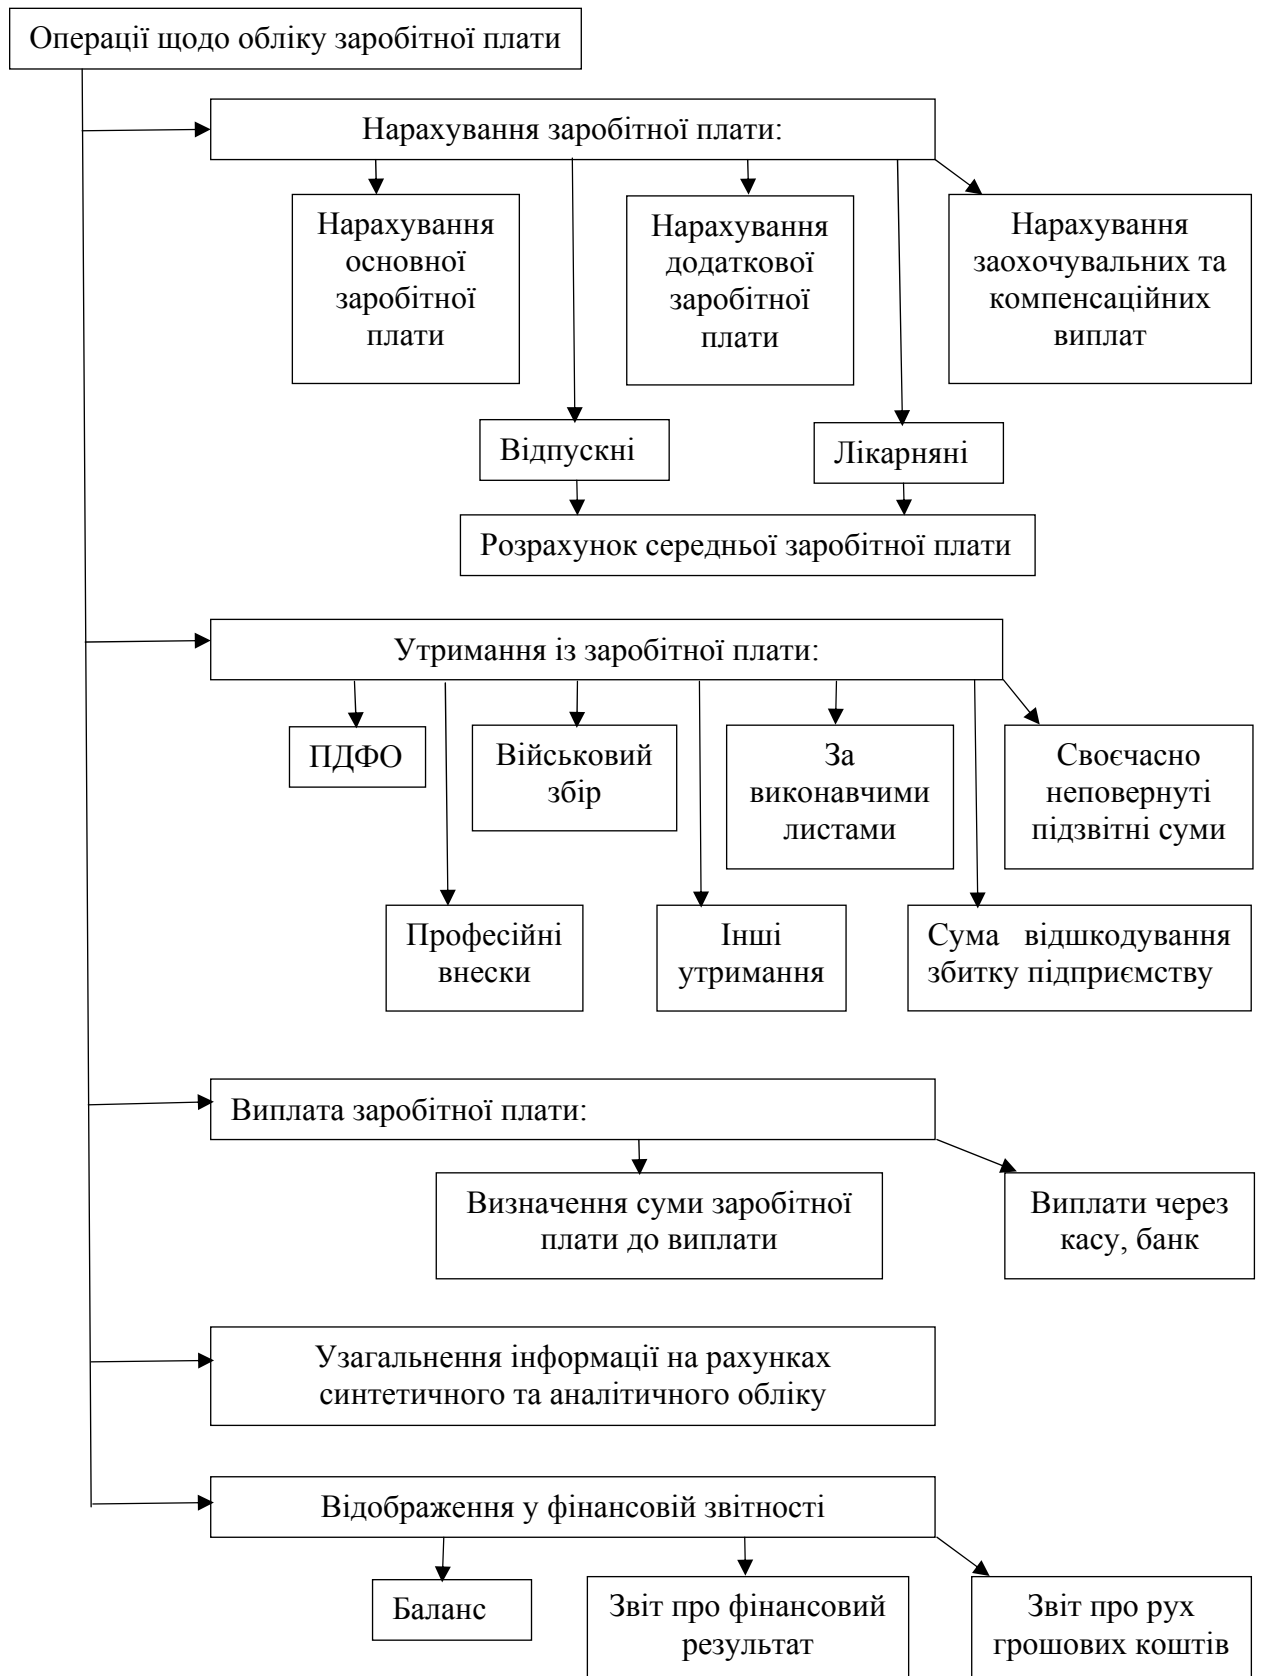 Операції щодо обліку заробітної плати
Нарахування заробітної плати:
Нарахування
основної
заробітної
плати
Нарахування
додаткової
заробітної
плати
Нарахування
заохочувальних та
компенсаційних
виплат
Відпускні
Лікарняні
Розрахунок середньої заробітної плати
Утримання із заробітної плати:
ПДФО
Військовий
збір
За
виконавчими
листами
Своєчасно
неповернуті
підзвітні суми
Професійні
внески
Інші
утримання
Сума відшкодування
збитку підприємству
Виплата заробітної плати:
Визначення суми заробітної
плати до виплати
Виплати через
касу, банк
Узагальнення інформації на рахунках
синтетичного та аналітичного обліку
Відображення у фінансовій звітності
Баланс
Звіт про фінансовий
результат
Звіт про рух
грошових коштів